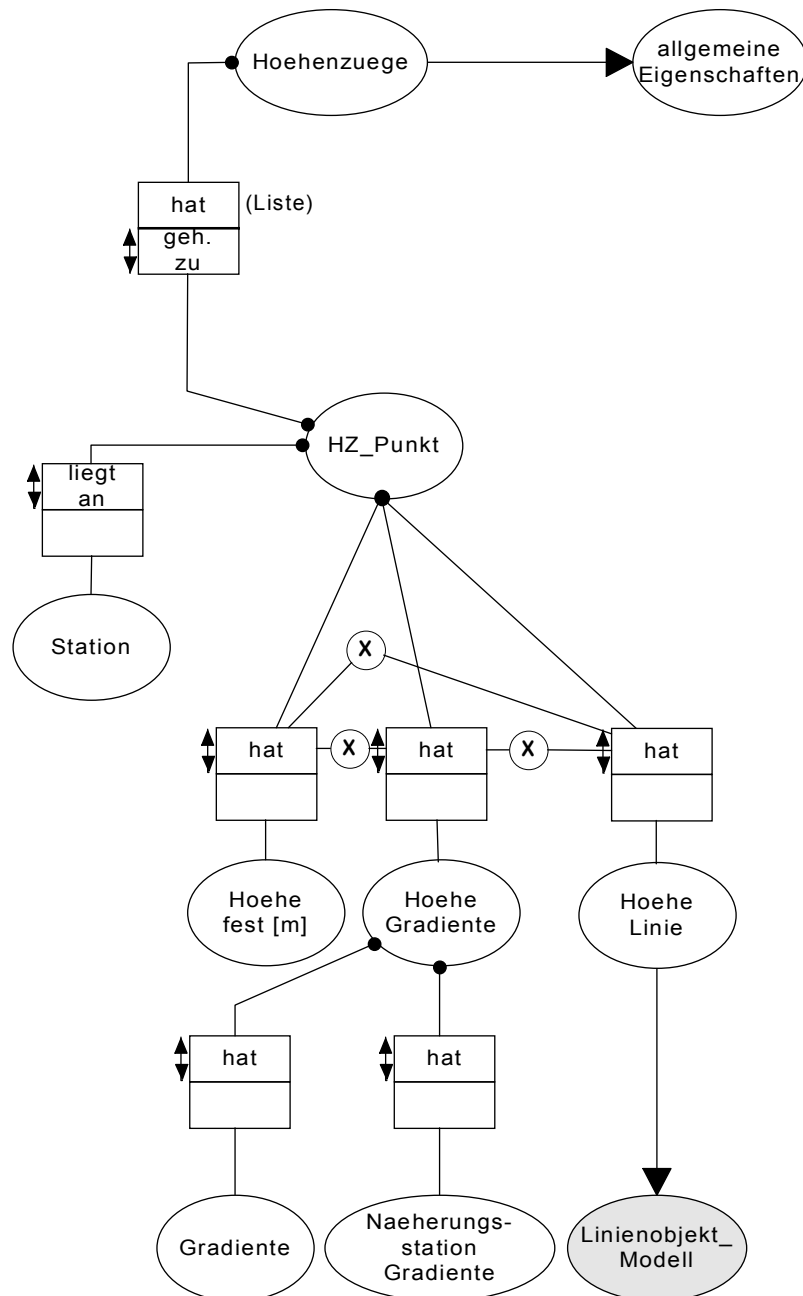 Hoehenzuege
allgemeine
Eigenschaften
hat
(Liste)
geh.
zu
HZ_Punkt
liegt
an
Station
X
hat
X
hat
X
hat
Hoehe
fest [m]
Hoehe
Gradiente
Hoehe
Linie
hat
hat
Gradiente
Naeherungs-
station
Gradiente
Linienobjekt_
Modell